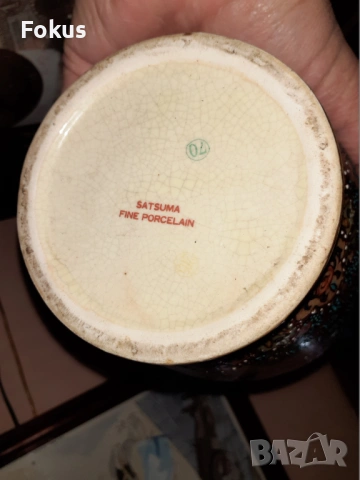 Fokus
70
SATSUMA
FINE PORCELAIN
BAZAR